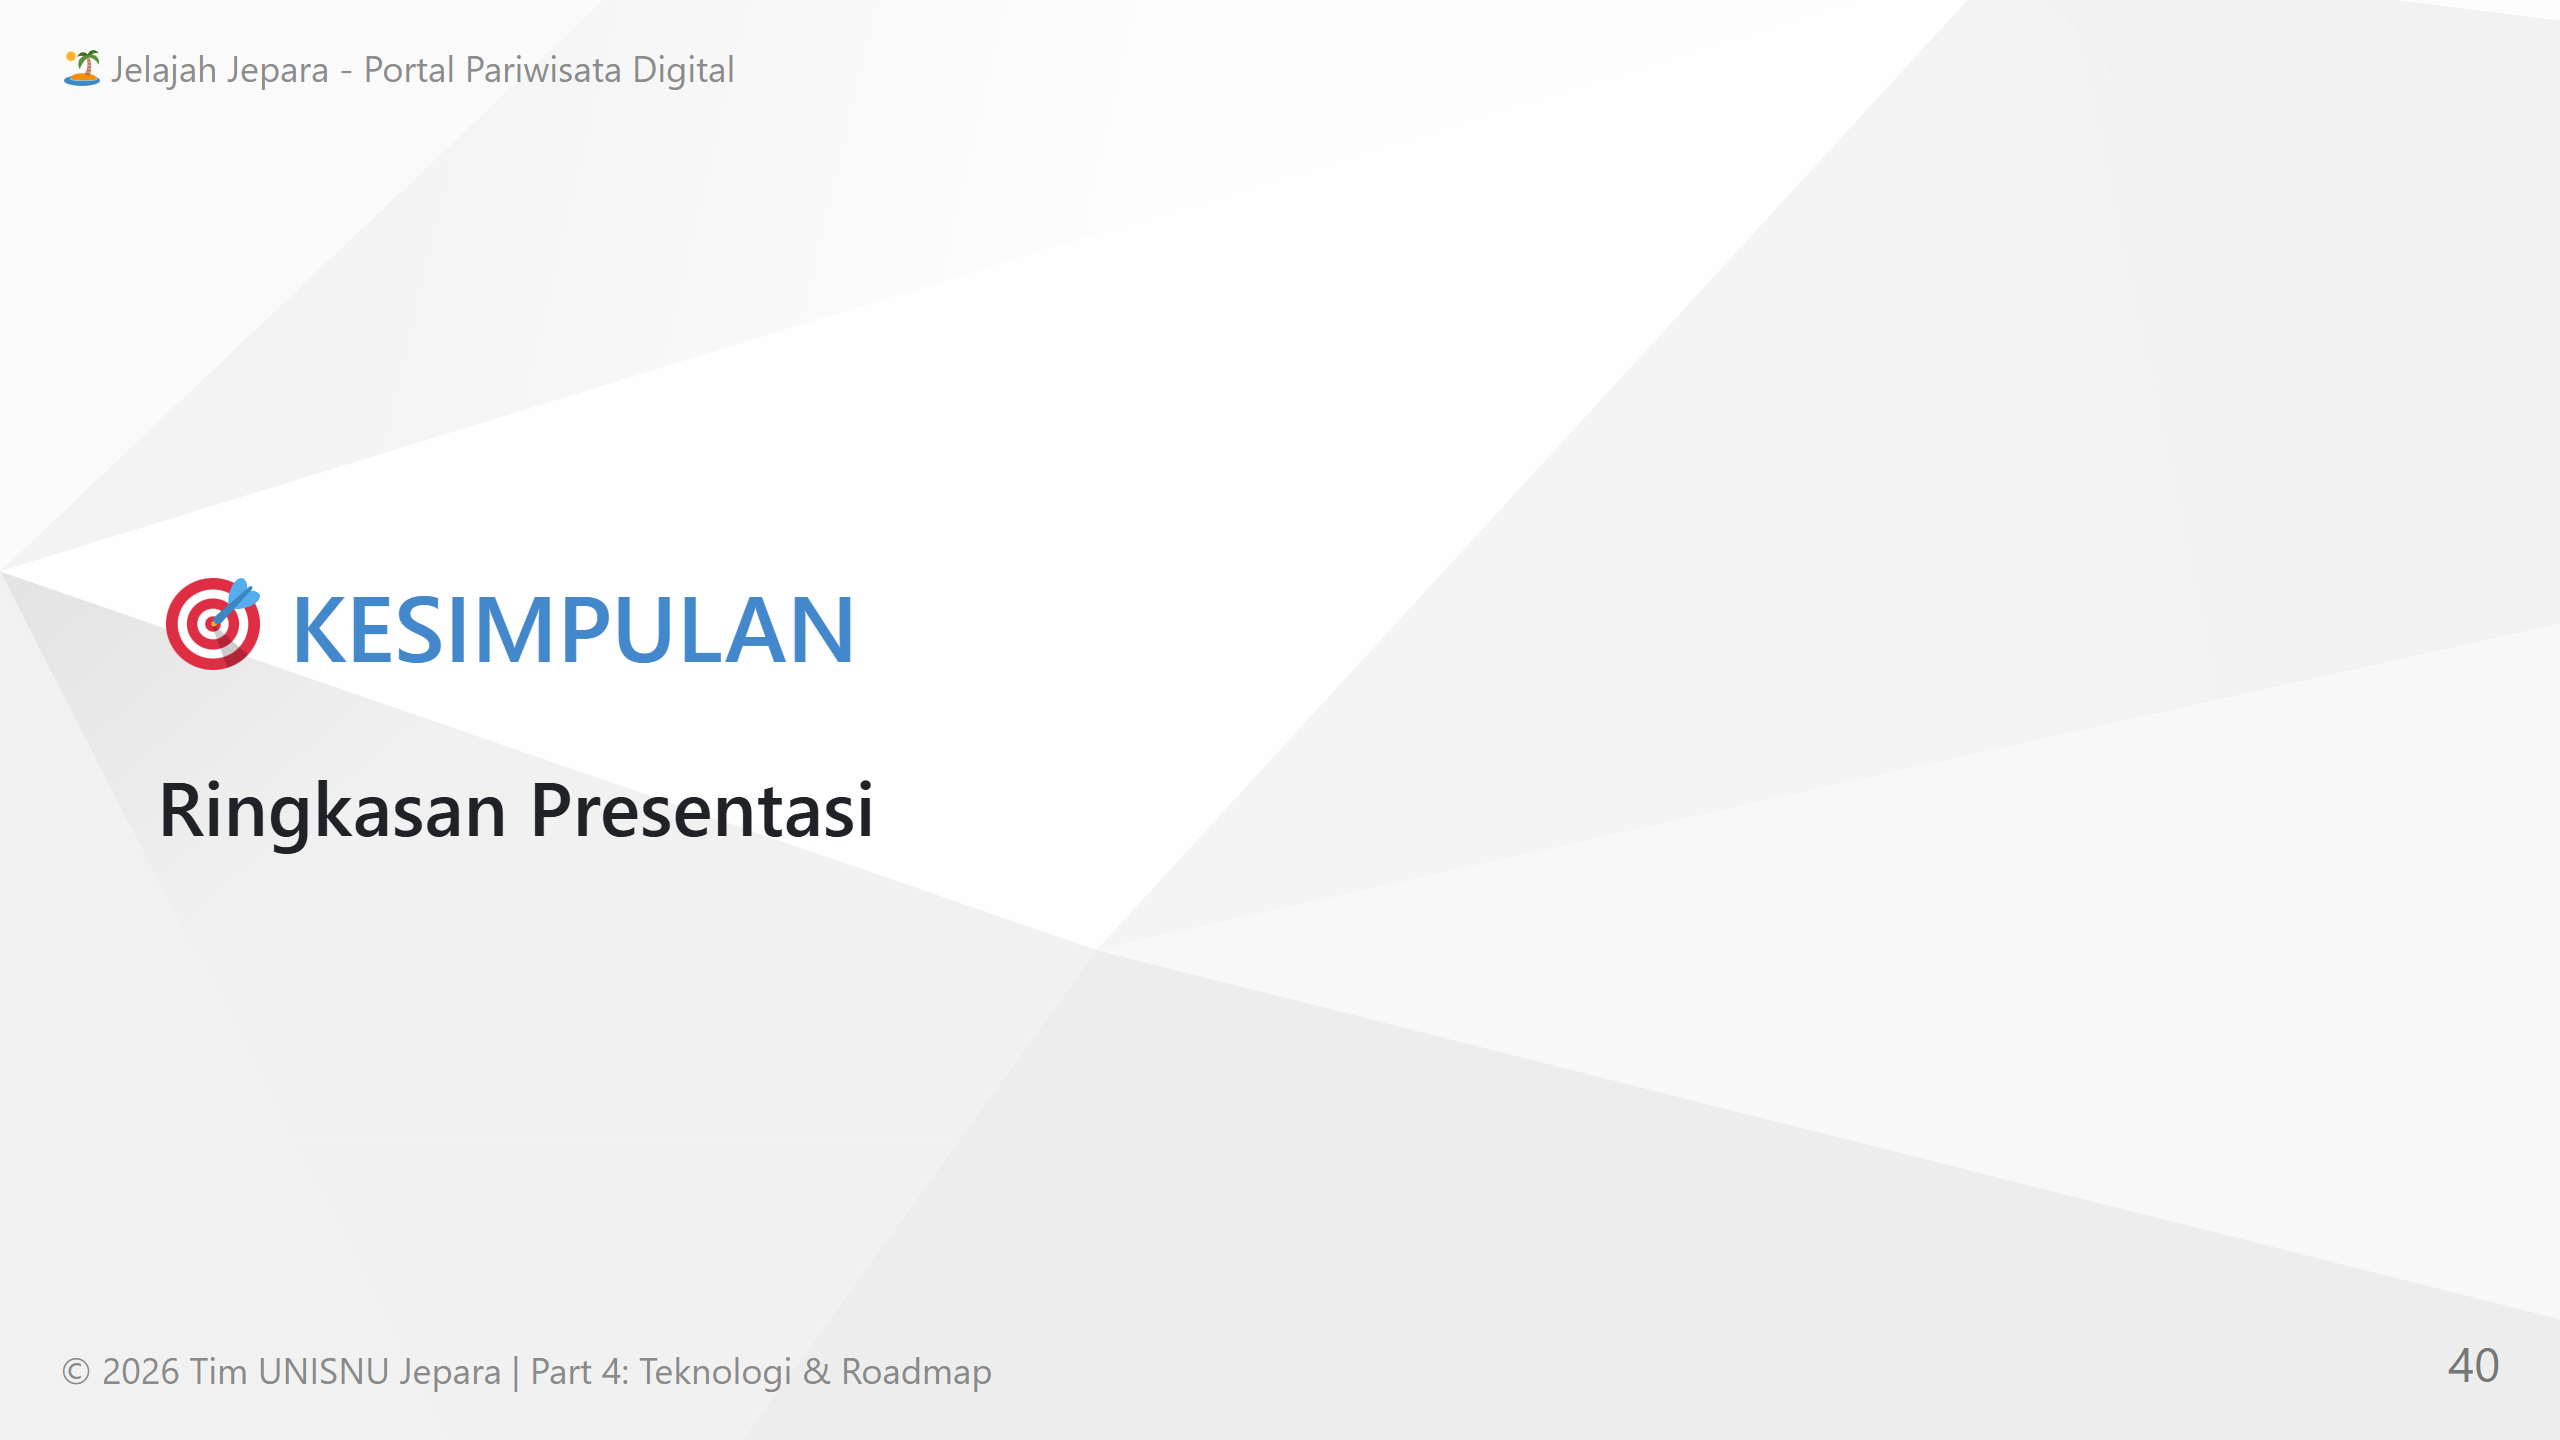 Jelajah Jepara - Portal Pariwisata Digital
KESIMPULAN
Ringkasan Presentasi
© 2026 Tim UNISNU Jepara | Part 4: Teknologi & Roadmap
40